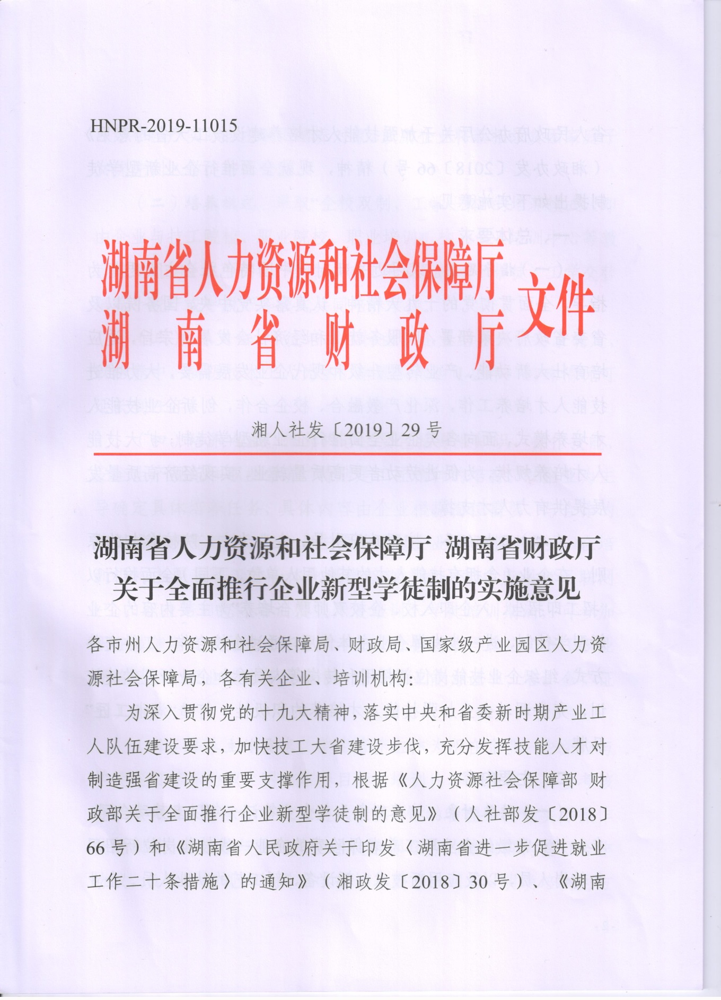 HNPR-2019-11015
湖南省人力资源和社会保障厅
湖南省财政厅
文件
湘人社发〔2019〕29号
湖南省人力资源和社会保障厅 湖南省财政厅
关于全面推行企业新型学徒制的实施意见
各市州人力资源和社会保障局、财政局、国家级产业园区人力资
源社会保障局，各有关企业、培训机构：
为深入贯彻党的十九大精神，落实中央和省委新时期产业工
人队伍建设要求，加快技工大省建设步伐，充分发挥技能人才对
制造强省建设的重要支撑作用，根据《人力资源社会保障部 财
政部关于全面推行企业新型学徒制的意见》（人社部发〔2018〕
66号）和《湖南省人民政府关于印发〈湖南省进一步促进就业
工作二十条措施〉的通知》（湘政发〔2018〕30号）、《湖南